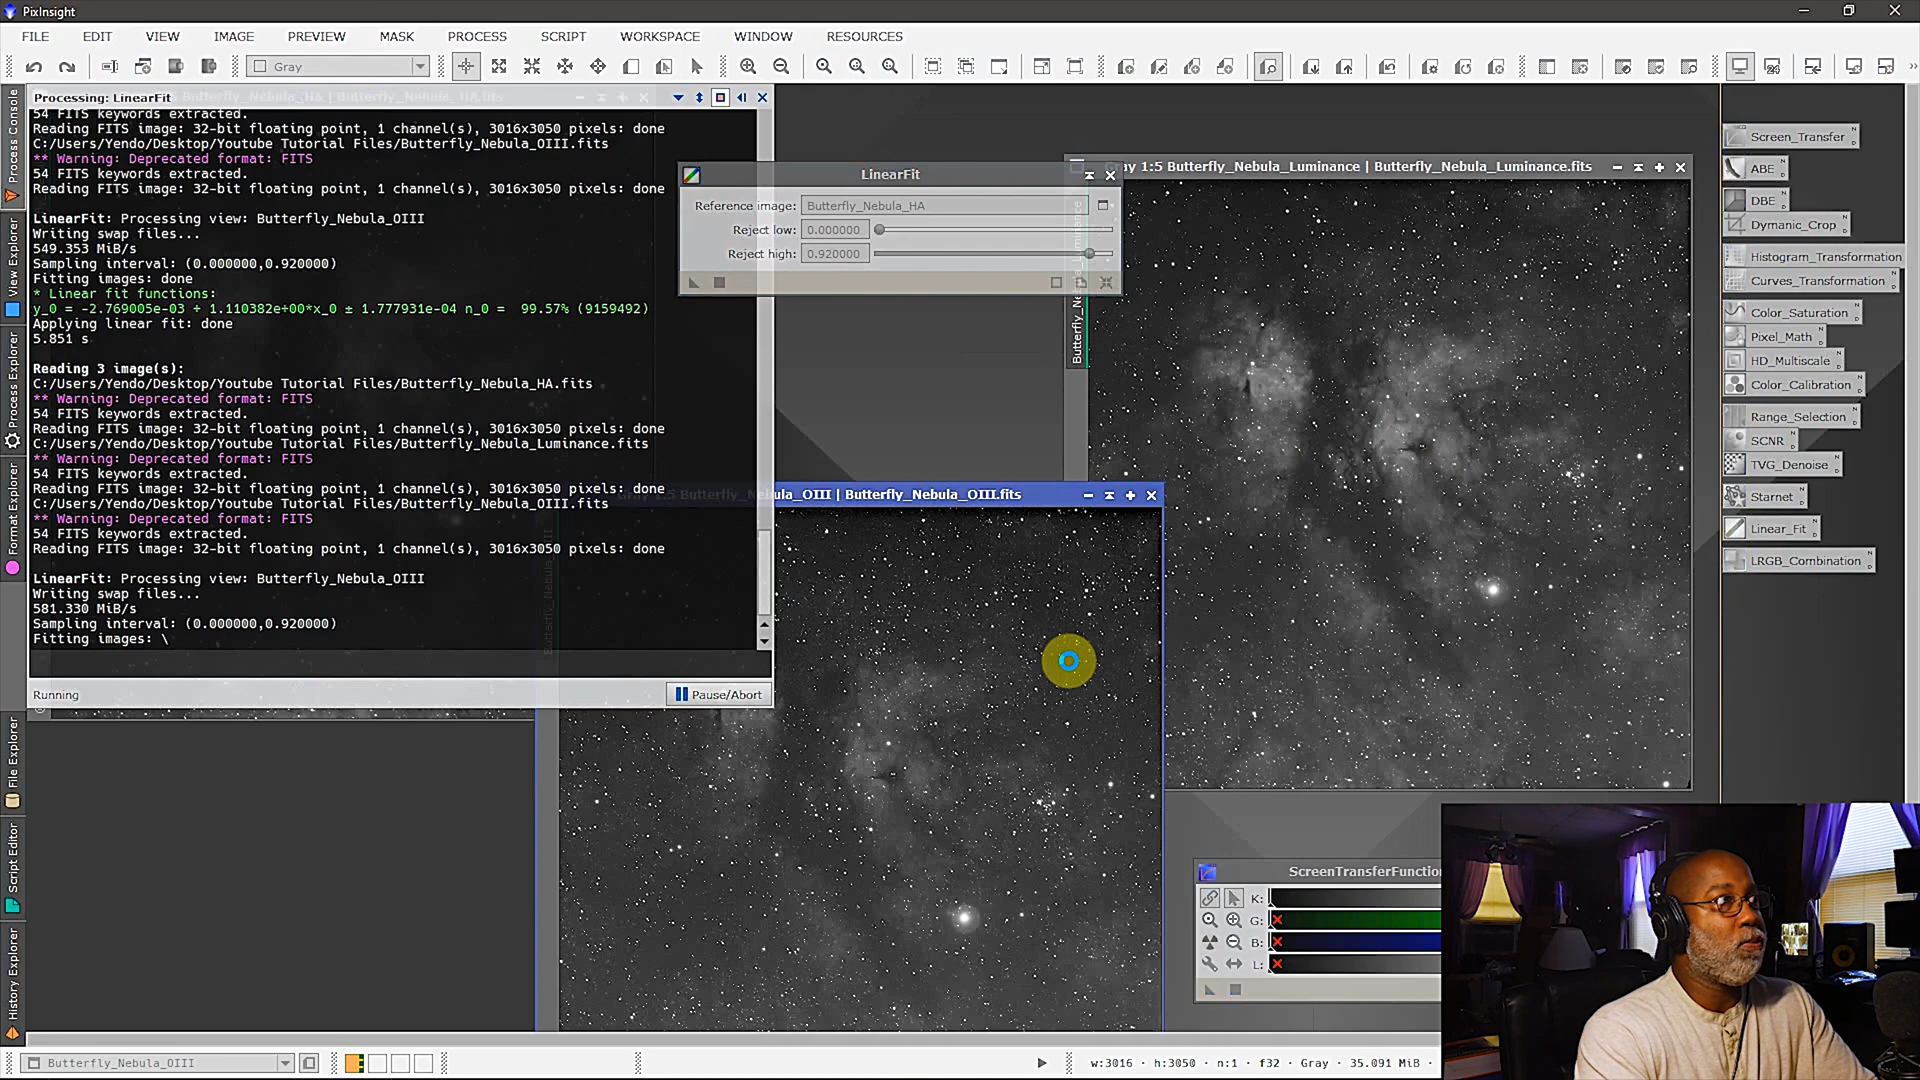 PixInsight
FILE EDIT VIEW IMAGE PREVIEW MASK PROCESS SCRIPT WORKSPACE WINDOW RESOURCES
Gray
Processing: LinearFit
54 FITS keywords extracted.
Reading FITS image: 32-bit floating point, 1 channel(s), 3016x3050 pixels: done
C:/Users/Yendo/Desktop/Youtube Tutorial Files/Butterfly_Nebula_OIII.fits
** Warning: Deprecated format: FITS
54 FITS keywords extracted.
Reading FITS image: 32-bit floating point, 1 channel(s), 3016x3050 pixels: done
LinearFit: Processing view: Butterfly_Nebula_OIII
Writing swap files...
549.353 MiB/s
Sampling interval: (0.000000,0.920000)
Fitting images: done
* Linear fit functions:
y_0 = -2.769005e-03 + 1.110382e+00*x_0 ± 1.777931e-04 n_0 =  99.57% (9159492)
Applying linear fit: done
5.851 s
Reading 3 image(s):
C:/Users/Yendo/Desktop/Youtube Tutorial Files/Butterfly_Nebula_HA.fits
** Warning: Deprecated format: FITS
54 FITS keywords extracted.
Reading FITS image: 32-bit floating point, 1 channel(s), 3016x3050 pixels: done
C:/Users/Yendo/Desktop/Youtube Tutorial Files/Butterfly_Nebula_Luminance.fits
** Warning: Deprecated format: FITS
54 FITS keywords extracted.
Reading FITS image: 32-bit floating point, 1 channel(s), 3016x3050 pixels: done
C:/Users/Yendo/Desktop/Youtube Tutorial Files/Butterfly_Nebula_OIII.fits
** Warning: Deprecated format: FITS
54 FITS keywords extracted.
Reading FITS image: 32-bit floating point, 1 channel(s), 3016x3050 pixels: done
LinearFit: Processing view: Butterfly_Nebula_OIII
Writing swap files...
581.330 MiB/s
Sampling interval: (0.000000,0.920000)
Fitting images: \
Running
Pause/Abort
Process Console
View Explorer
Process Explorer
Format Explorer
File Explorer
Script Editor
History Explorer
LinearFit
Reference image: Butterfly_Nebula_HA
Reject low: 0.000000
Reject high: 0.920000
1:5 Butterfly_Nebula_Luminance | Butterfly_Nebula_Luminance.fits
Butterfly_Nebula_Luminance
1:5 Butterfly_Nebula_OIII | Butterfly_Nebula_OIII.fits
Screen_Transfer
ABE
DBE
Dymanic_Crop
Histogram_Transformation
Curves_Transformation
Color_Saturation
Pixel_Math
HD_Multiscale
Color_Calibration
Range_Selection
SCNR
TVG_Denoise
Starnet
Linear_Fit
LRGB_Combination
ScreenTransferFunctio
K:
G:
B:
L:
Butterfly_Nebula_OIII
w:3016 · h:3050 · n:1 · f32 · Gray · 35.091 MiB ·